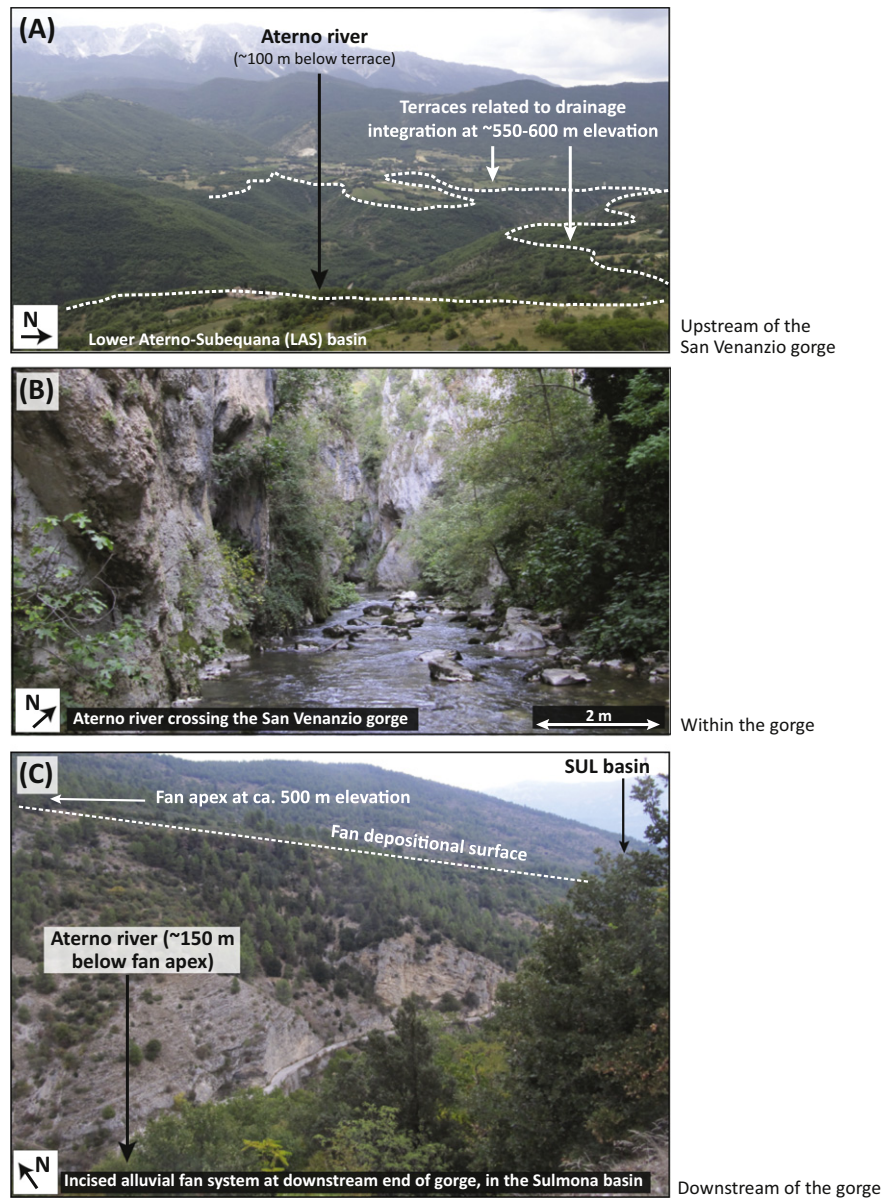 (A)
Aterno river
(~100 m below terrace)
Terraces related to drainage
integration at ~550-600 m elevation
N
Lower Aterno-Subequana (LAS) basin
Upstream of the
San Venanzio gorge
(B)
N
Aterno river crossing the San Venanzio gorge
2 m
Within the gorge
(C)
SUL basin
Fan apex at ca. 500 m elevation
Fan depositional surface
Aterno river (~150 m
below fan apex)
N
Incised alluvial fan system at downstream end of gorge, in the Sulmona basin
Downstream of the gorge